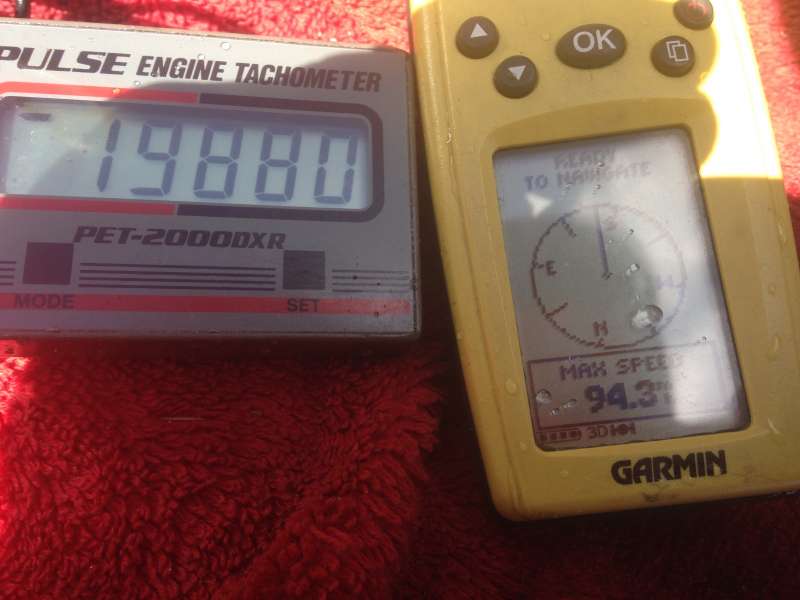 PULSE ENGINE TACHOMETER
19880
PET-2000DXR
MODE
SET
OK
READY
TO NAVIGATE
S
E
N
MAX SPEED
94.3
3D
GARMIN